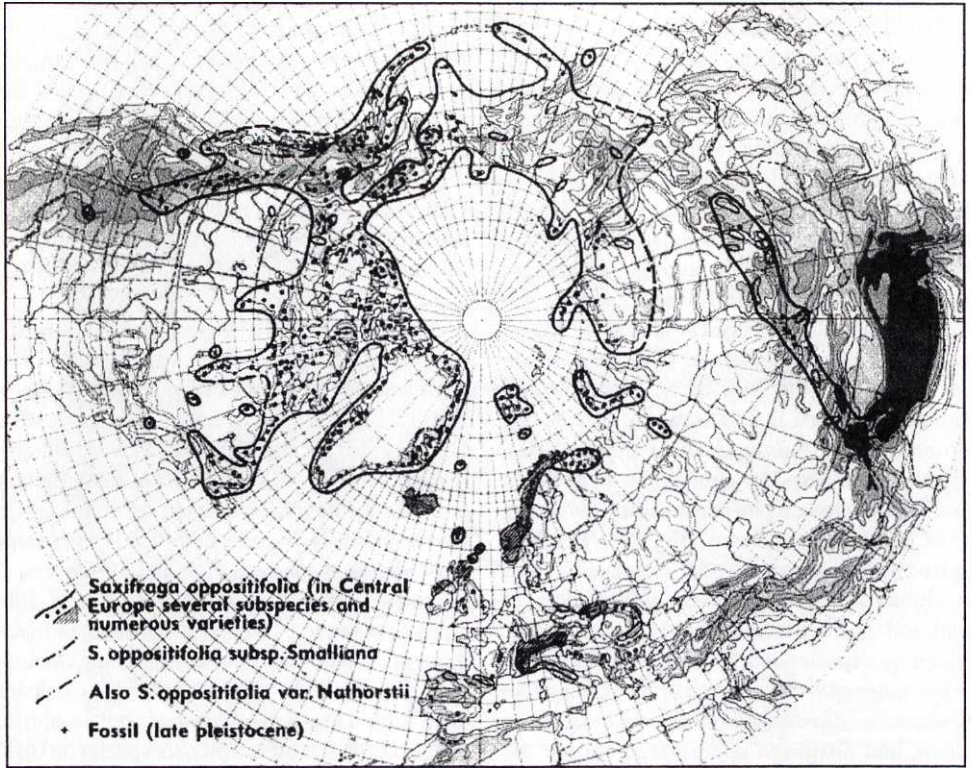 Saxifraga oppositifolia (in Central
Europe several subspecies and
numerous varieties)
S. oppositifolia subsp. Smalliana
Also S. oppositifolia var. Nathorstii
+ Fossil (late pleistocene)